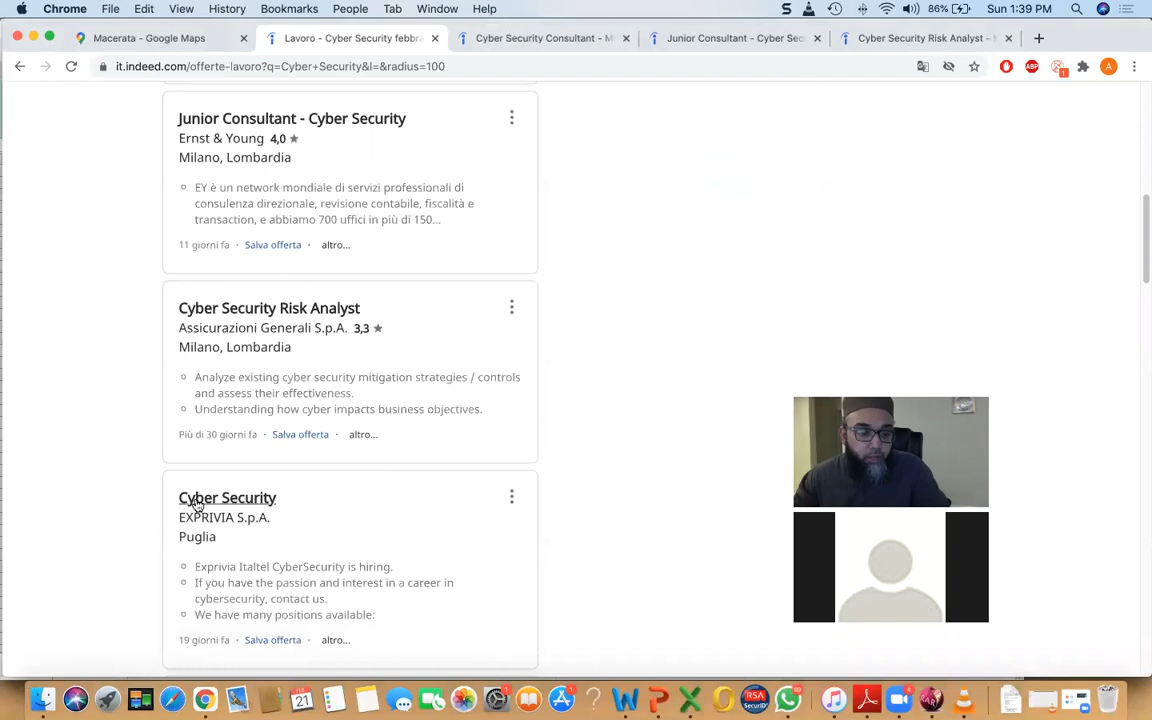 Chrome File Edit View History Bookmarks People Tab Window Help 86% Sun 1:39 PM
Macerata - Google Maps Lavoro - Cyber Security febbra Cyber Security Consultant - M Junior Consultant - Cyber Sec Cyber Security Risk Analyst -
it.indeed.com/offerte-lavoro?q=Cyber+Security&l=&radius=100
Junior Consultant - Cyber Security
Ernst & Young 4,0 ★
Milano, Lombardia
EY è un network mondiale di servizi professionali di
consulenza direzionale, revisione contabile, fiscalità e
transaction, e abbiamo 700 uffici in più di 150...
11 giorni fa · Salva offerta · altro...
Cyber Security Risk Analyst
Assicurazioni Generali S.p.A. 3,3 ★
Milano, Lombardia
Analyze existing cyber security mitigation strategies / controls
and assess their effectiveness.
Understanding how cyber impacts business objectives.
Più di 30 giorni fa · Salva offerta · altro...
Cyber Security
EXPRIVIA S.p.A.
Puglia
Exprivia Italtel CyberSecurity is hiring.
If you have the passion and interest in a career in
cybersecurity, contact us.
We have many positions available:
19 giorni fa · Salva offerta · altro...